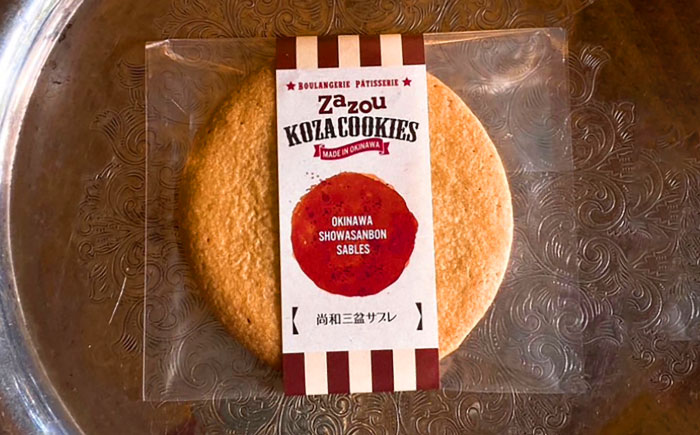 ★ BOULANGERIE PÂTISSERIE ★
Zazou
KOZA COOKIES
MADE IN OKINAWA
OKINAWA
SHOWASANBON
SABLES
【 尚和三盆サブレ 】